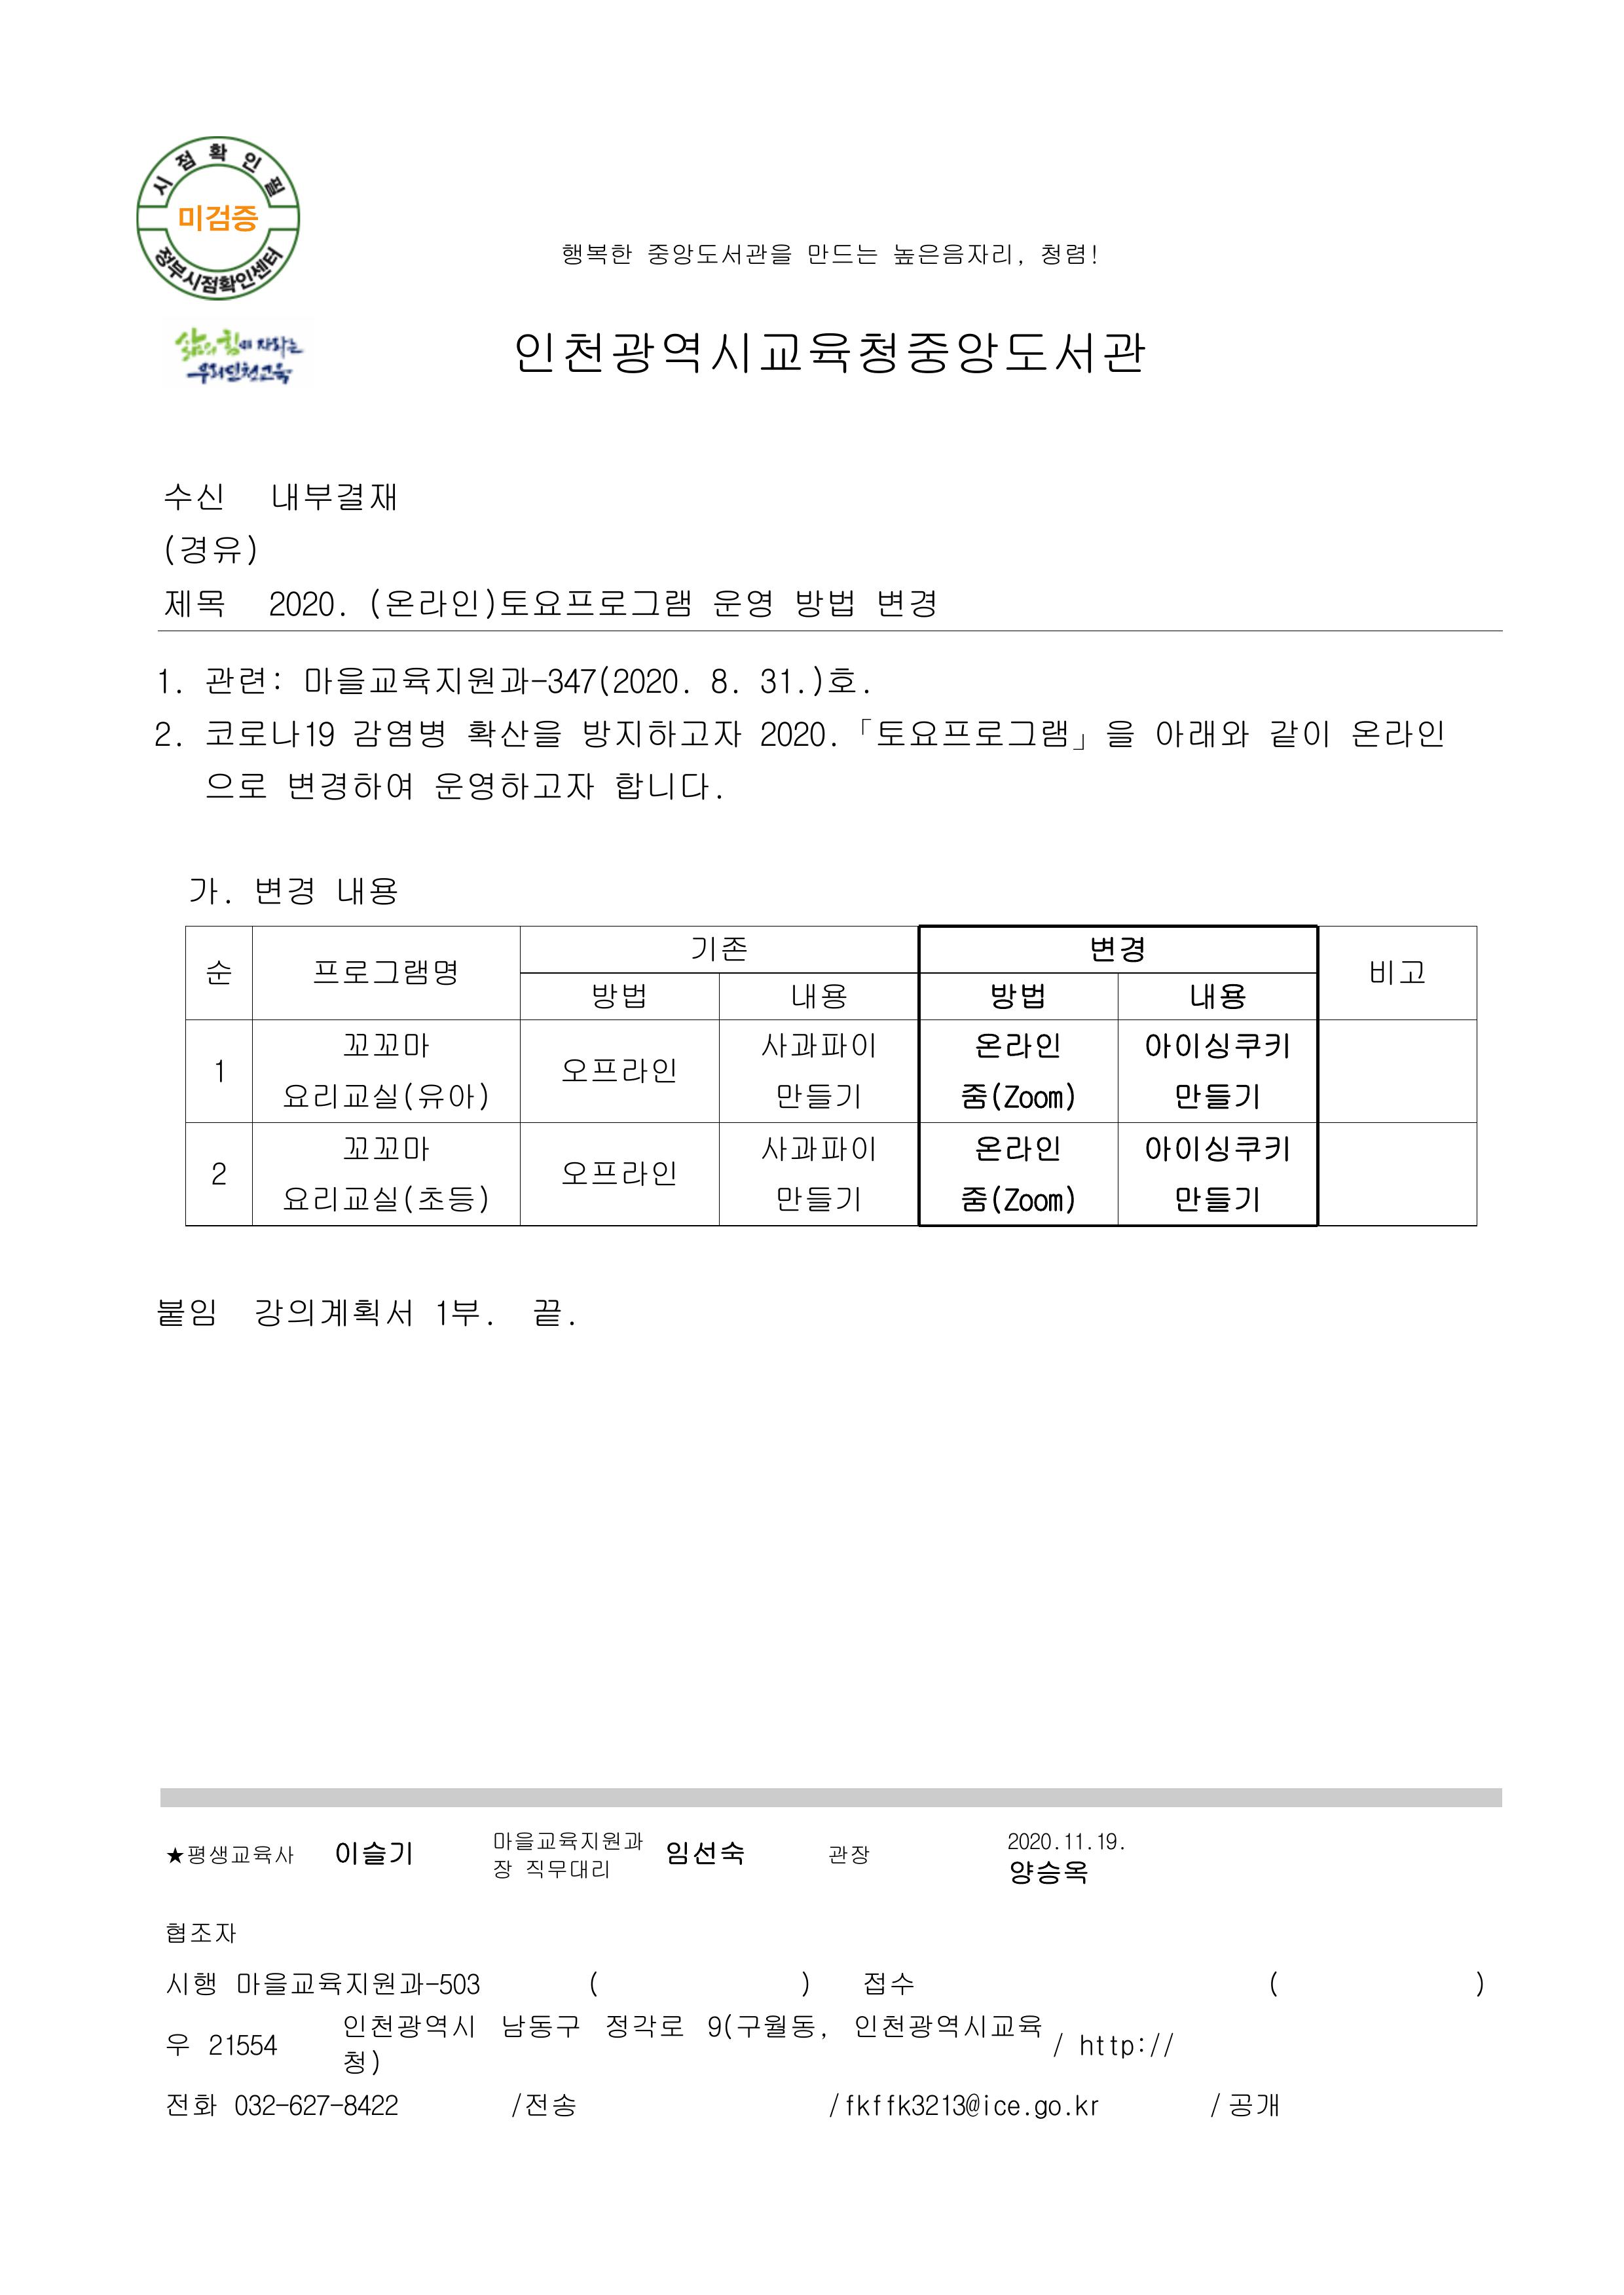 시점확인필
미검증
정부시점확인센터
행복한 중앙도서관을 만드는 높은음자리, 청렴!
삶의 힘이 자라는
우리인천교육
인천광역시교육청중앙도서관
수신 내부결재
(경유)
제목 2020. (온라인)토요프로그램 운영 방법 변경
1. 관련: 마을교육지원과-347(2020. 8. 31.)호.
2. 코로나19 감염병 확산을 방지하고자 2020.「토요프로그램」을 아래와 같이 온라인
으로 변경하여 운영하고자 합니다.
가. 변경 내용
순 프로그램명 기존 변경 비고
방법 내용 방법 내용
1 꼬꼬마 요리교실(유아) 오프라인 사과파이 만들기 온라인 줌(Zoom) 아이싱쿠키 만들기
2 꼬꼬마 요리교실(초등) 오프라인 사과파이 만들기 온라인 줌(Zoom) 아이싱쿠키 만들기
붙임 강의계획서 1부. 끝.
★평생교육사 이슬기 마을교육지원과장 직무대리 임선숙 관장 2020.11.19. 양승옥
협조자
시행 마을교육지원과-503 ( ) 접수 ( )
우 21554 인천광역시 남동구 정각로 9(구월동, 인천광역시교육청) / http://
전화 032-627-8422 /전송 /fkffk3213@ice.go.kr /공개